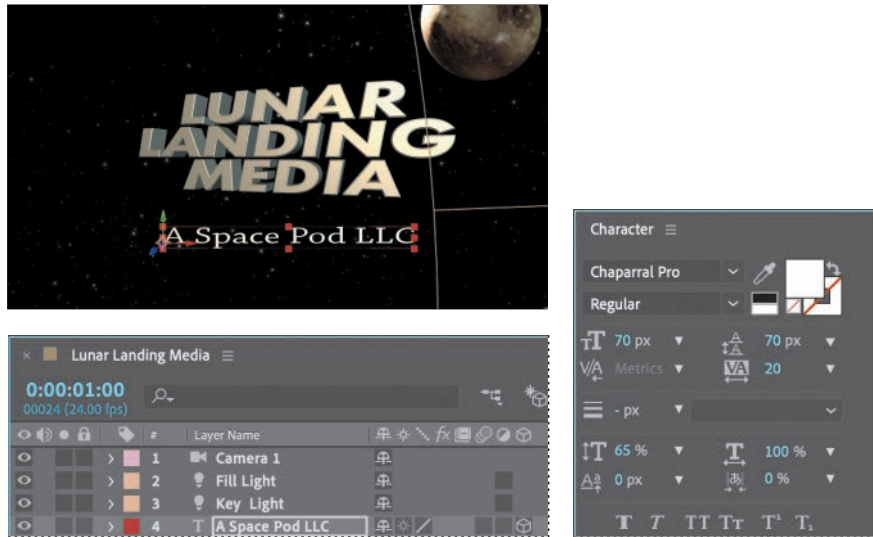 LUNAR
LANDING
MEDIA
A Space Pod LLC
× Lunar Landing Media
0:00:01:00
00024 (24.00 fps)
# Layer Name fx
1 Camera 1
2 Fill Light
3 Key Light
4 T A Space Pod LLC
Character
Chaparral Pro
Regular
70 px 70 px
Metrics 20
- px
65 % 100 %
0 px 0 %
T T TT Tт T¹ T₁